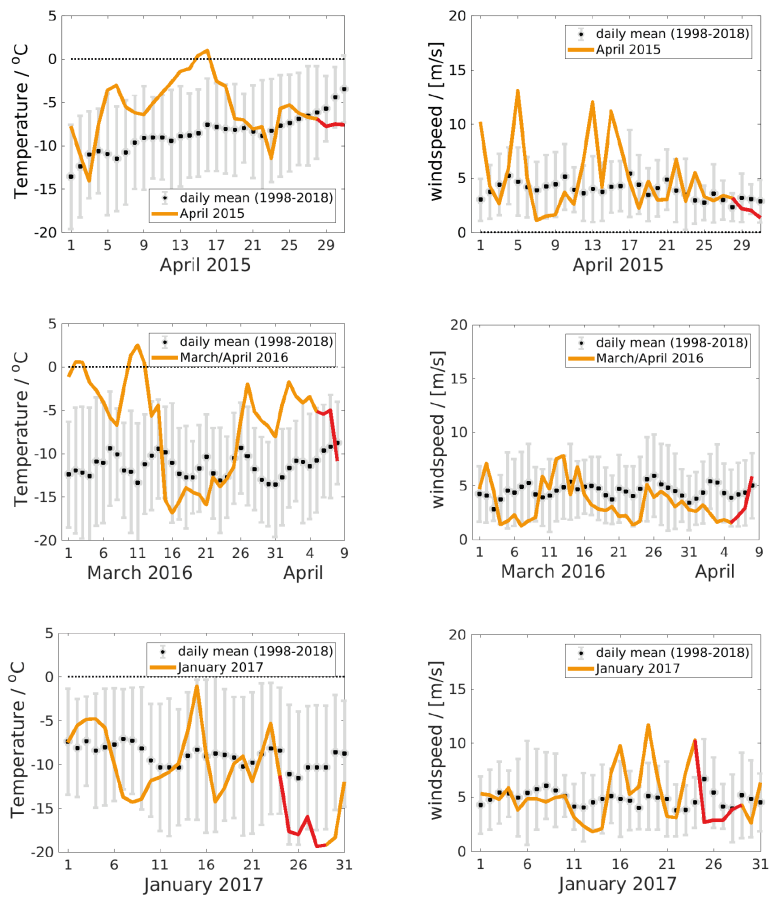 5
0
-5
-10
-15
-20
Temperature / °C
daily mean (1998-2018)
April 2015
1 5 9 13 17 21 25 29
April 2015
20
15
10
5
0
windspeed / [m/s]
daily mean (1998-2018)
April 2015
1 5 9 13 17 21 25 29
April 2015
5
0
-5
-10
-15
-20
Temperature / °C
daily mean (1998-2018)
March/April 2016
1 6 11 16 21 26 31 4 9
March 2016 April
20
15
10
5
0
windspeed / [m/s]
daily mean (1998-2018)
March/April 2016
1 6 11 16 21 26 31 4 9
March 2016 April
5
0
-5
-10
-15
-20
Temperature / °C
daily mean (1998-2018)
January 2017
1 6 11 16 21 26 31
January 2017
20
15
10
5
0
windspeed / [m/s]
daily mean (1998-2018)
January 2017
1 6 11 16 21 26 31
January 2017